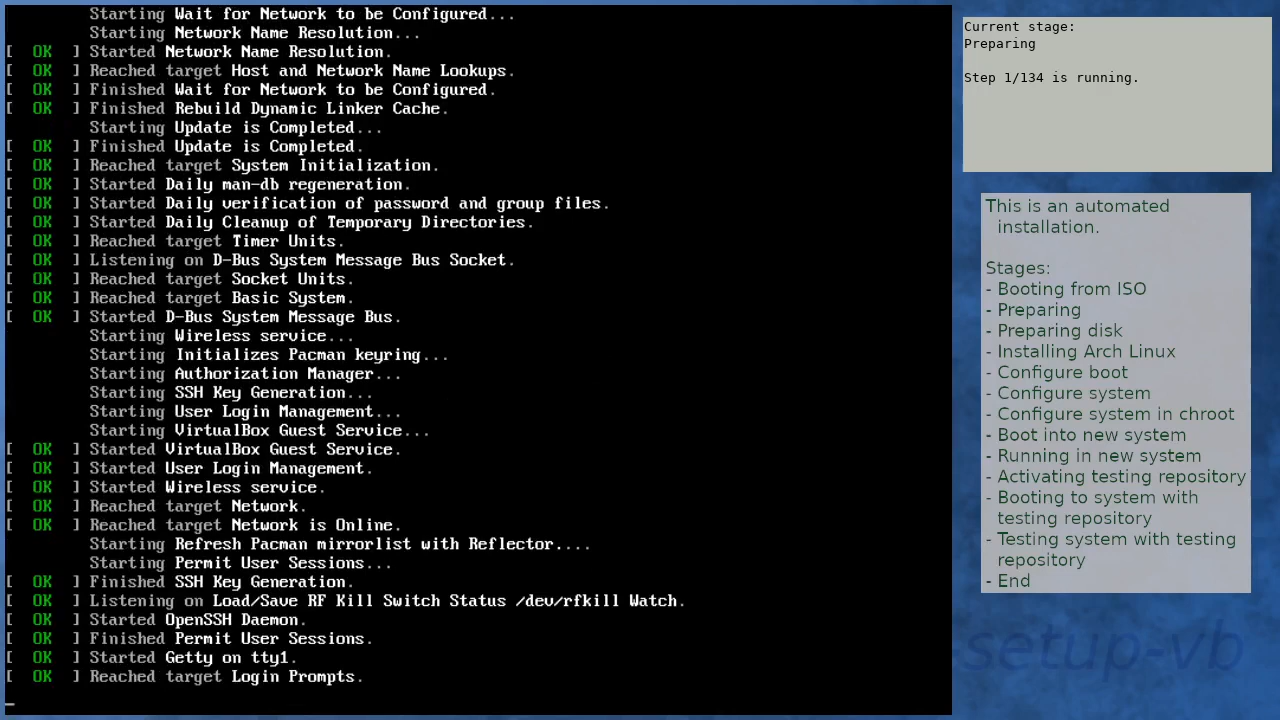 Starting Wait for Network to be Configured...
Starting Network Name Resolution...
[ OK ] Started Network Name Resolution.
[ OK ] Reached target Host and Network Name Lookups.
[ OK ] Finished Wait for Network to be Configured.
[ OK ] Finished Rebuild Dynamic Linker Cache.
Starting Update is Completed...
[ OK ] Finished Update is Completed.
[ OK ] Reached target System Initialization.
[ OK ] Started Daily man-db regeneration.
[ OK ] Started Daily verification of password and group files.
[ OK ] Started Daily Cleanup of Temporary Directories.
[ OK ] Reached target Timer Units.
[ OK ] Listening on D-Bus System Message Bus Socket.
[ OK ] Reached target Socket Units.
[ OK ] Reached target Basic System.
[ OK ] Started D-Bus System Message Bus.
Starting Wireless service...
Starting Initializes Pacman keyring...
Starting Authorization Manager...
Starting SSH Key Generation...
Starting User Login Management...
Starting VirtualBox Guest Service...
[ OK ] Started VirtualBox Guest Service.
[ OK ] Started User Login Management.
[ OK ] Started Wireless service.
[ OK ] Reached target Network.
[ OK ] Reached target Network is Online.
Starting Refresh Pacman mirrorlist with Reflector....
Starting Permit User Sessions...
[ OK ] Finished SSH Key Generation.
[ OK ] Listening on Load/Save RF Kill Switch Status /dev/rfkill Watch.
[ OK ] Started OpenSSH Daemon.
[ OK ] Finished Permit User Sessions.
[ OK ] Started Getty on tty1.
[ OK ] Reached target Login Prompts.
Current stage:
Preparing
Step 1/134 is running.
This is an automated
installation.
Stages:
- Booting from ISO
- Preparing
- Preparing disk
- Installing Arch Linux
- Configure boot
- Configure system
- Configure system in chroot
- Boot into new system
- Running in new system
- Activating testing repository
- Booting to system with
testing repository
- Testing system with testing
repository
- End
-setup-vb